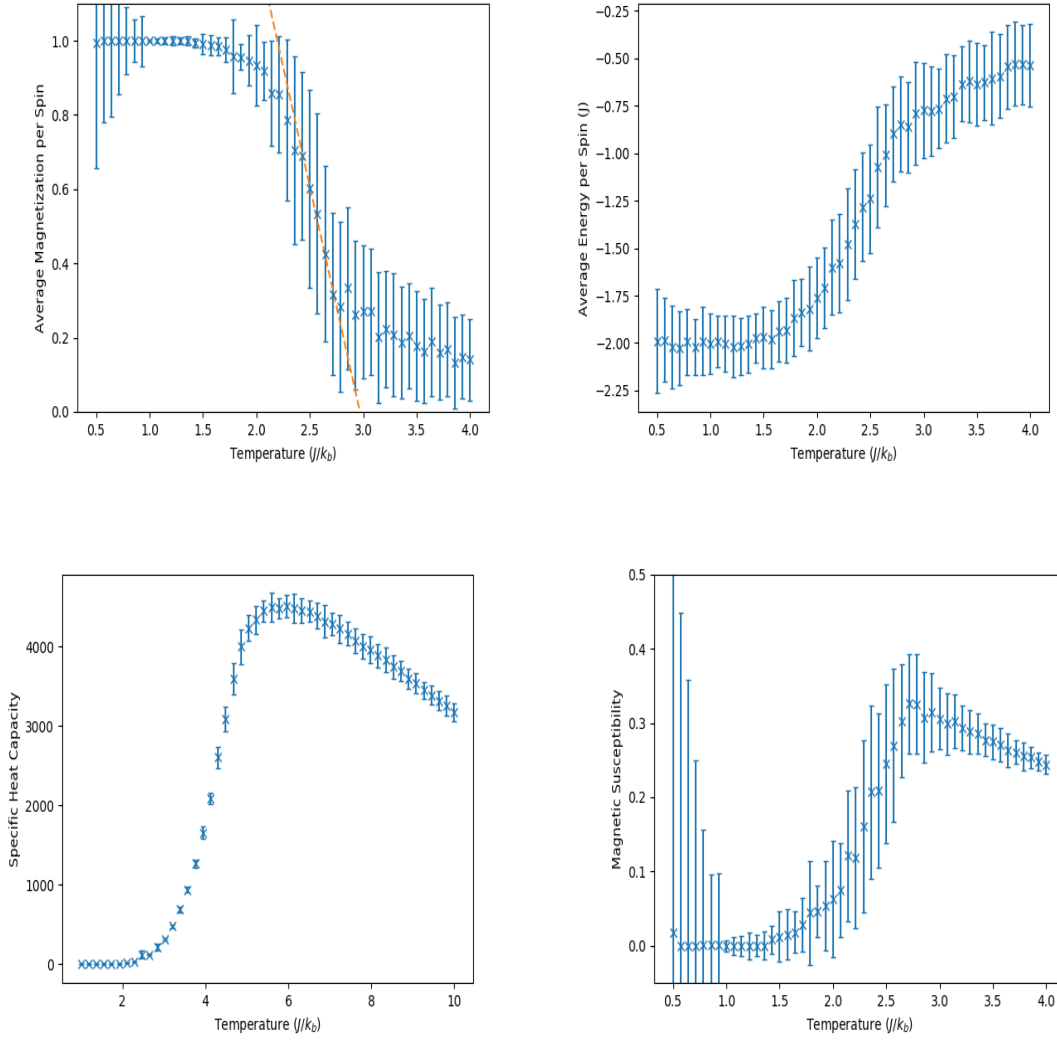 Average Magnetization per Spin
1.0
0.8
0.6
0.4
0.2
0.0
0.5 1.0 1.5 2.0 2.5 3.0 3.5 4.0
Temperature (J/k_b)
Average Energy per Spin (J)
−0.25
−0.50
−0.75
−1.00
−1.25
−1.50
−1.75
−2.00
−2.25
0.5 1.0 1.5 2.0 2.5 3.0 3.5 4.0
Temperature (J/k_b)
Specific Heat Capacity
4000
3000
2000
1000
0
2 4 6 8 10
Temperature (J/k_b)
Magnetic Susceptibility
0.5
0.4
0.3
0.2
0.1
0.0
0.5 1.0 1.5 2.0 2.5 3.0 3.5 4.0
Temperature (J/k_b)